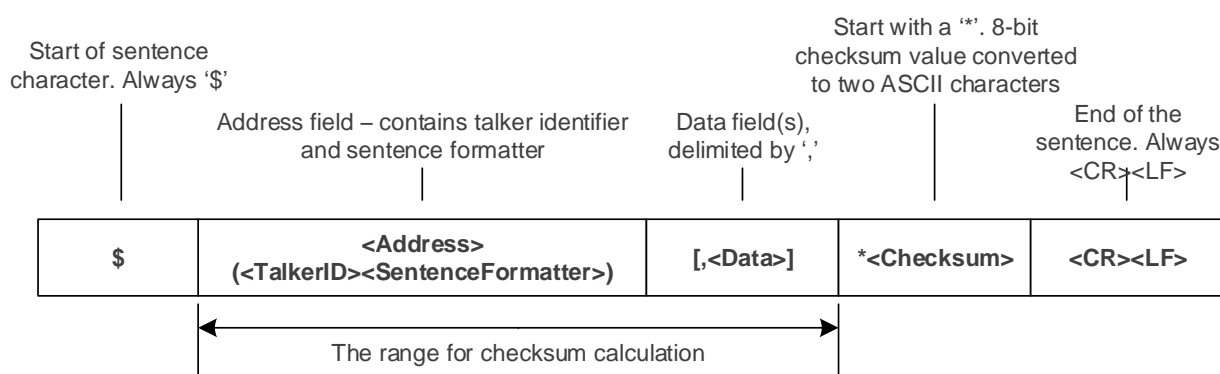 Start of sentence
character. Always ‘$’
Address field – contains talker identifier
and sentence formatter
Data field(s),
delimited by ‘,’
Start with a ‘*’. 8-bit
checksum value converted
to two ASCII characters
End of the
sentence. Always
<CR><LF>
$
<Address>
(<TalkerID><SentenceFormatter>)
[,<Data>]
*<Checksum>
<CR><LF>
The range for checksum calculation